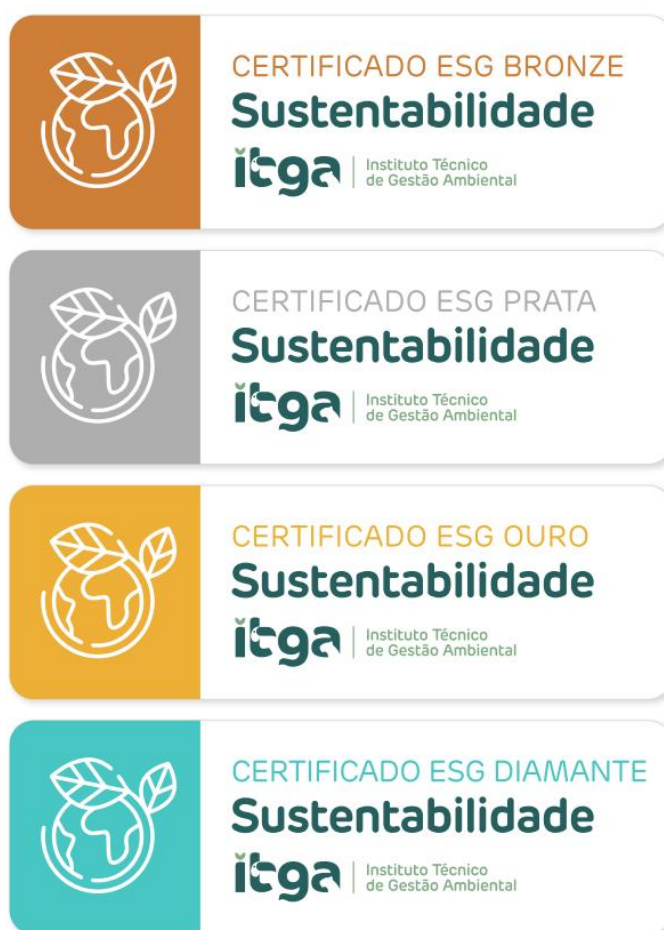 CERTIFICADO ESG BRONZE
Sustentabilidade
itga
Instituto Técnico
de Gestão Ambiental
CERTIFICADO ESG PRATA
Sustentabilidade
itga
Instituto Técnico
de Gestão Ambiental
CERTIFICADO ESG OURO
Sustentabilidade
itga
Instituto Técnico
de Gestão Ambiental
CERTIFICADO ESG DIAMANTE
Sustentabilidade
itga
Instituto Técnico
de Gestão Ambiental